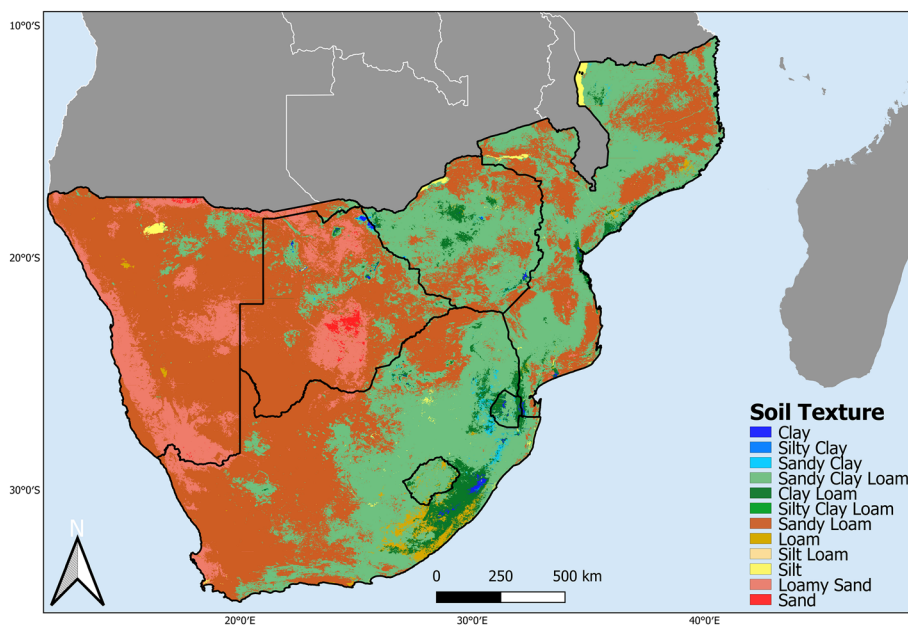 10°0'S
20°0'S
30°0'S
N
0 250 500 km
Soil Texture
Clay
Silty Clay
Sandy Clay
Sandy Clay Loam
Clay Loam
Silty Clay Loam
Sandy Loam
Loam
Silt Loam
Silt
Loamy Sand
Sand
20°0'E 30°0'E 40°0'E